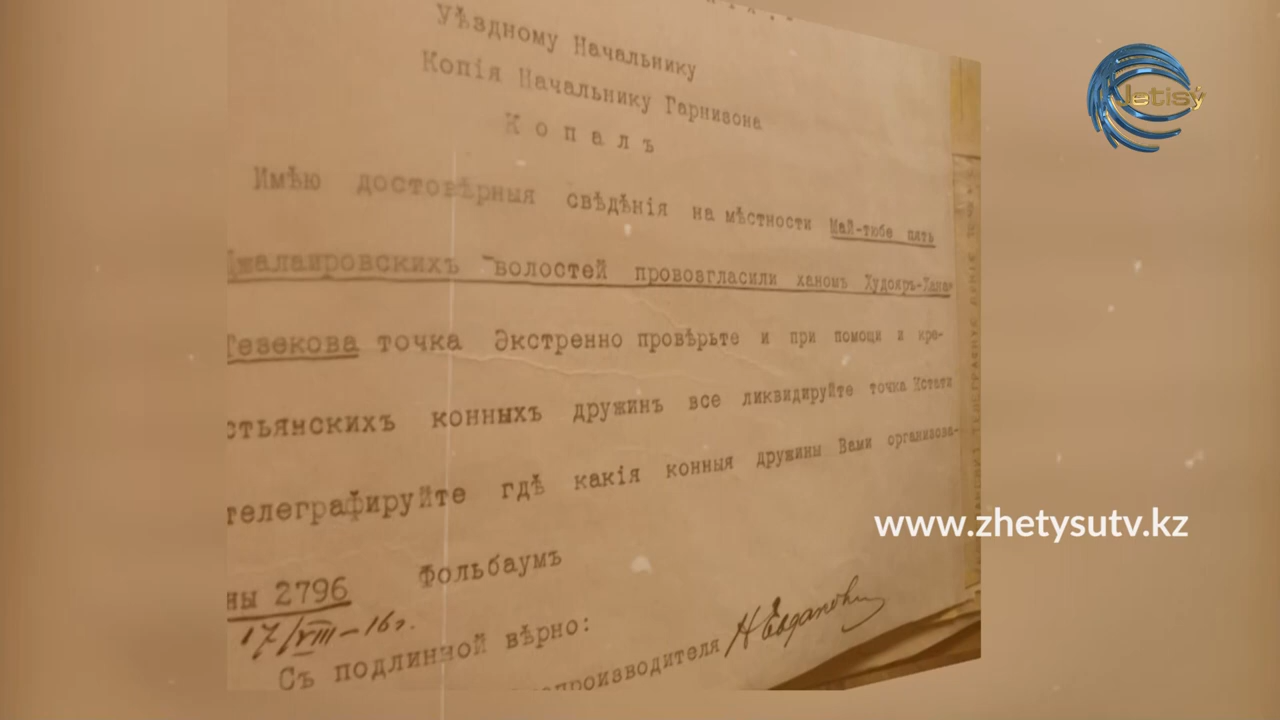 Уѣздному Начальнику
Копія Начальнику Гарнизона
Копалъ
Jetisý
Имѣю достовѣрныя свѣдѣнія на мѣстности Май-тюбе пять
Джалаировскихъ волостей провозгласили ханомъ Худояръ-Хана
Тезекова точка Экстренно провѣрьте и при помощи и кре-
стьянскихъ конныхъ дружинъ все ликвидируйте точка Кстати
телеграфируйте гдѣ какія конныя дружины Вами организова-
www.zhetysutv.kz
ны 2796 Фольбаумъ
17/VIII-16г.
Съ подлинной вѣрно:
производителя